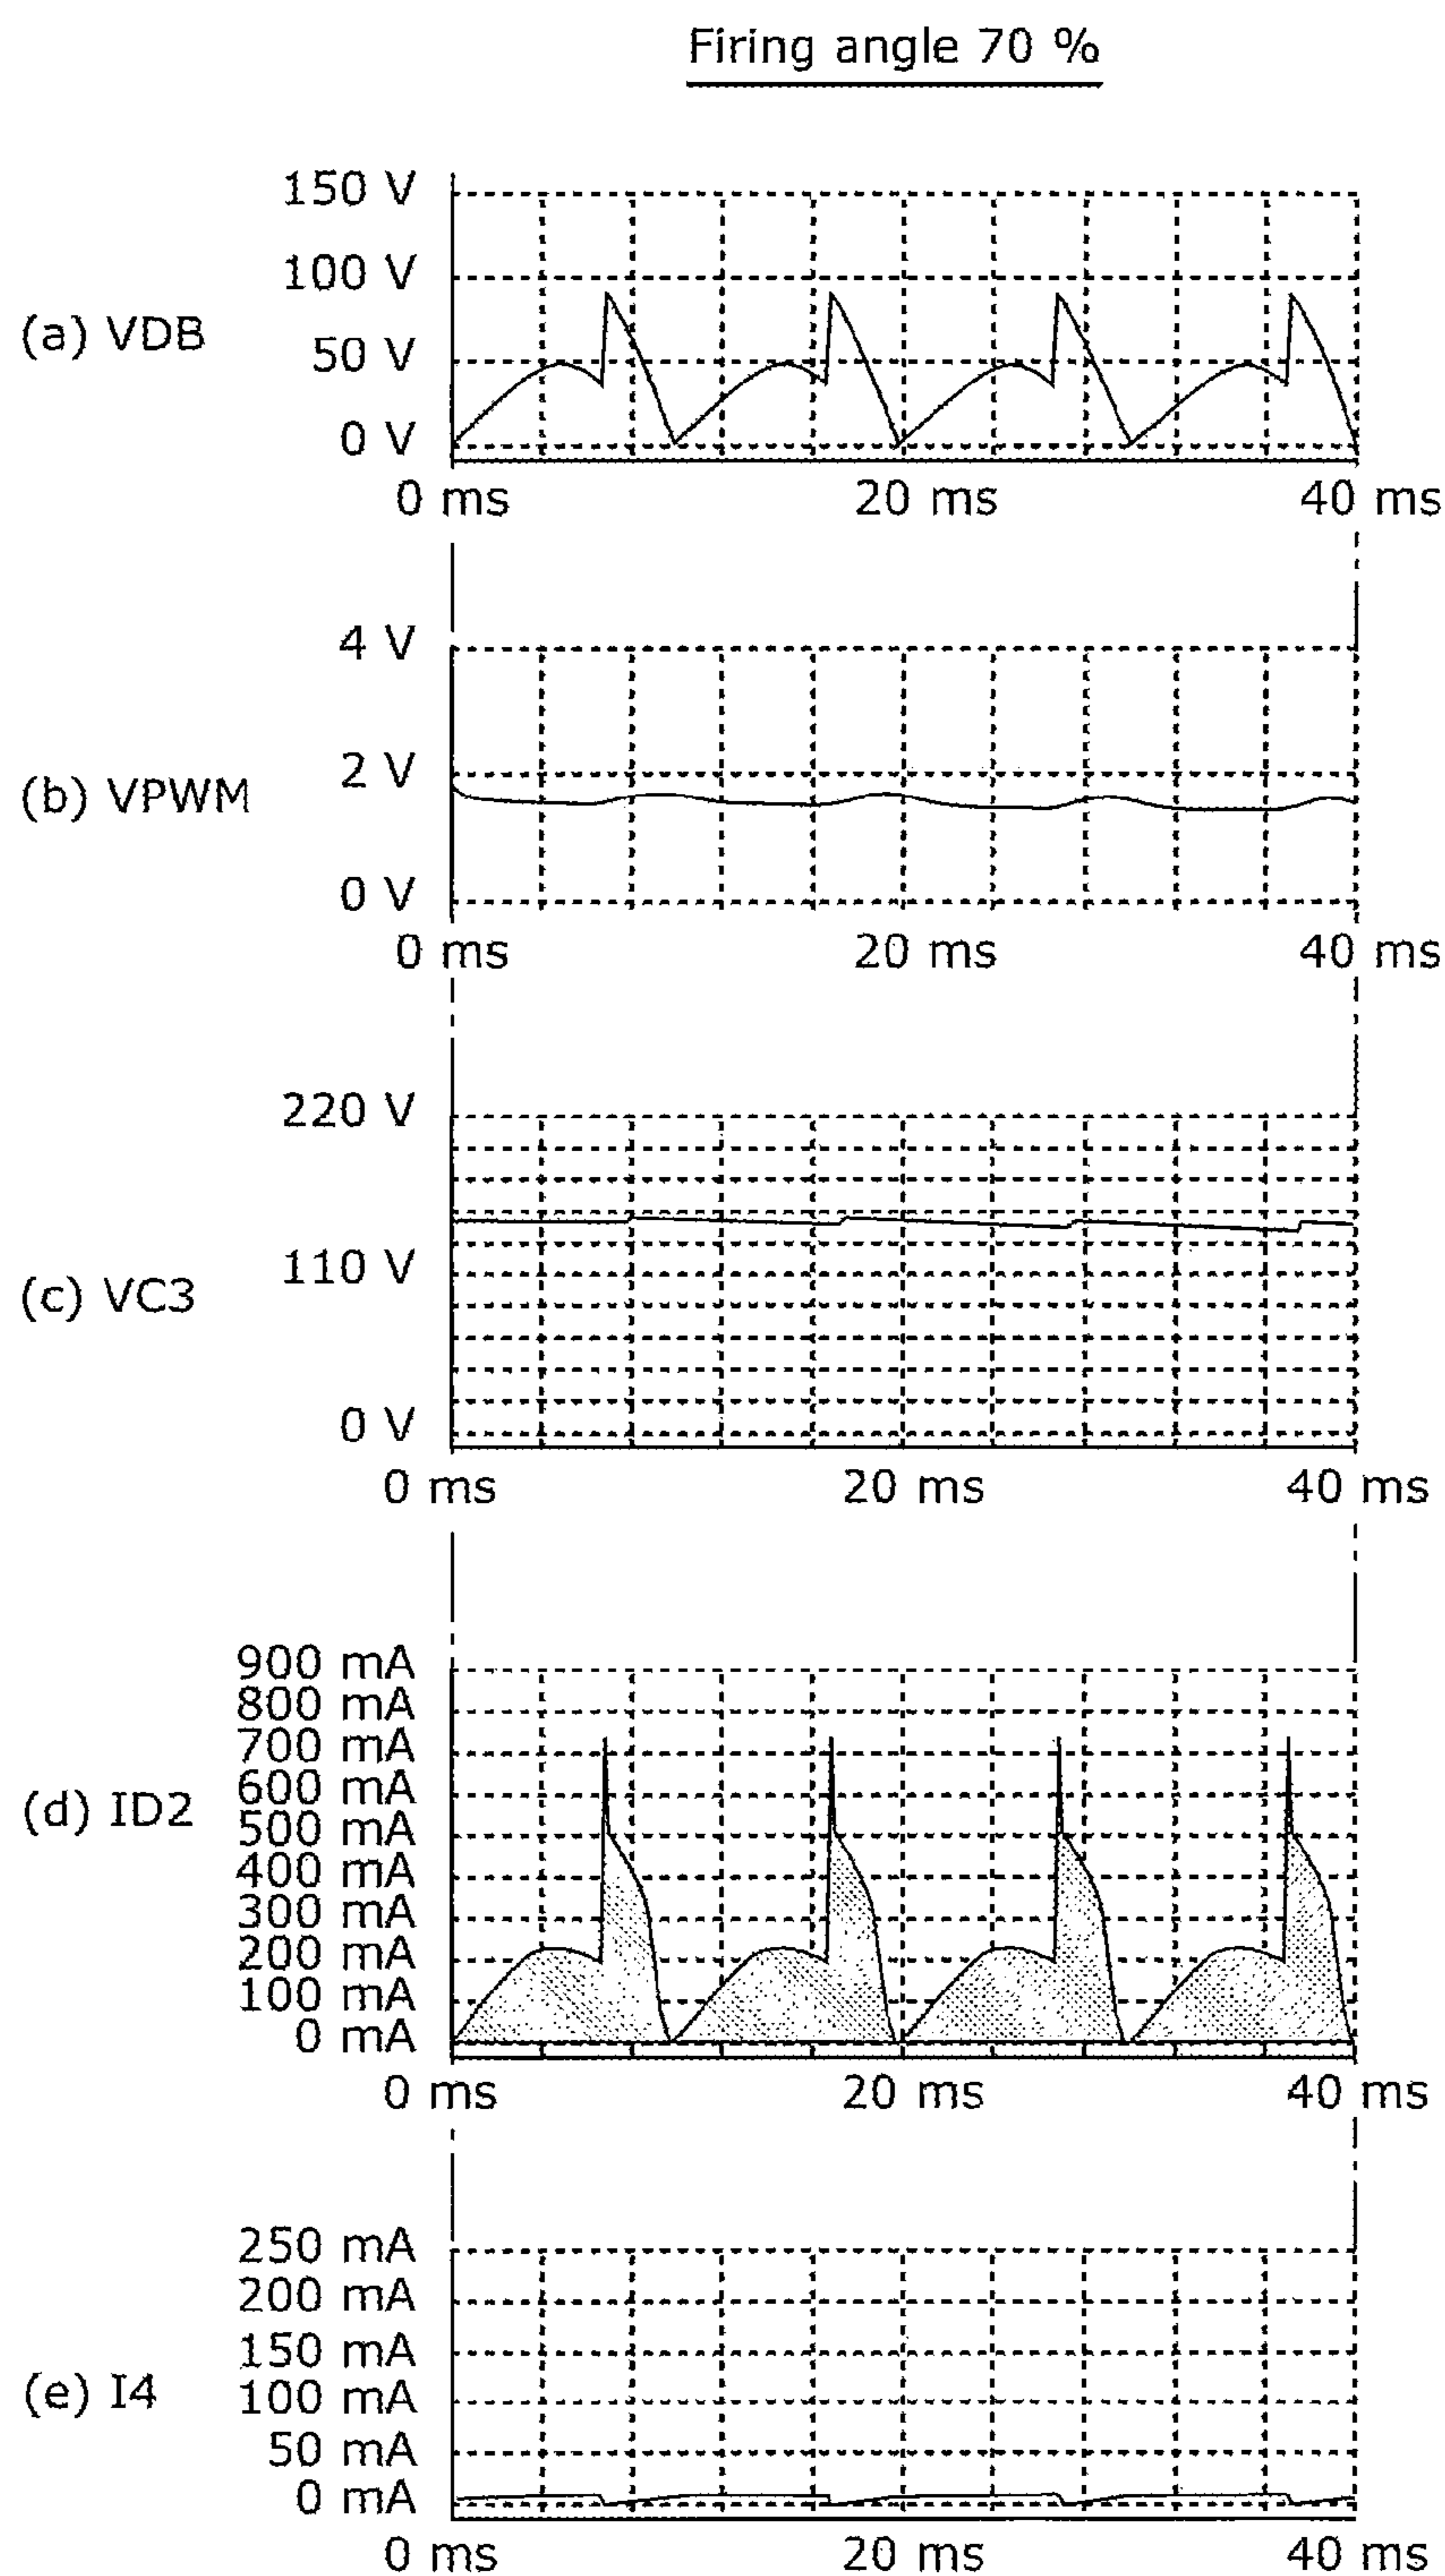 Firing angle 70 %
150 V
100 V
(a) VDB
50 V
0 V
0 ms 20 ms 40 ms
4 V
2 V
(b) VPWM
0 V
0 ms 20 ms 40 ms
220 V
110 V
(c) VC3
0 V
0 ms 20 ms 40 ms
900 mA
800 mA
700 mA
600 mA
(d) ID2
500 mA
400 mA
300 mA
200 mA
100 mA
0 mA
0 ms 20 ms 40 ms
250 mA
200 mA
150 mA
(e) I4
100 mA
50 mA
0 mA
0 ms 20 ms 40 ms